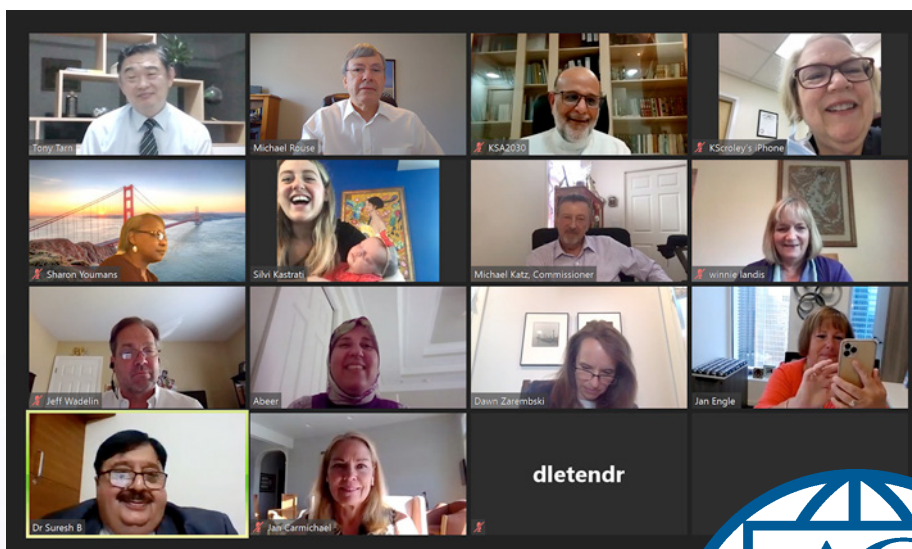 Tony Tarn
Michael Rouse
KSA2030
KScroley's iPhone
Sharon Youmans
Silvi Kastrati
Michael Katz, Commissioner
winnie landis
Jeff Wadelin
Abeer
Dawn Zarembski
Jan Engle
Dr Suresh B
Jan Carmichael
dletendr